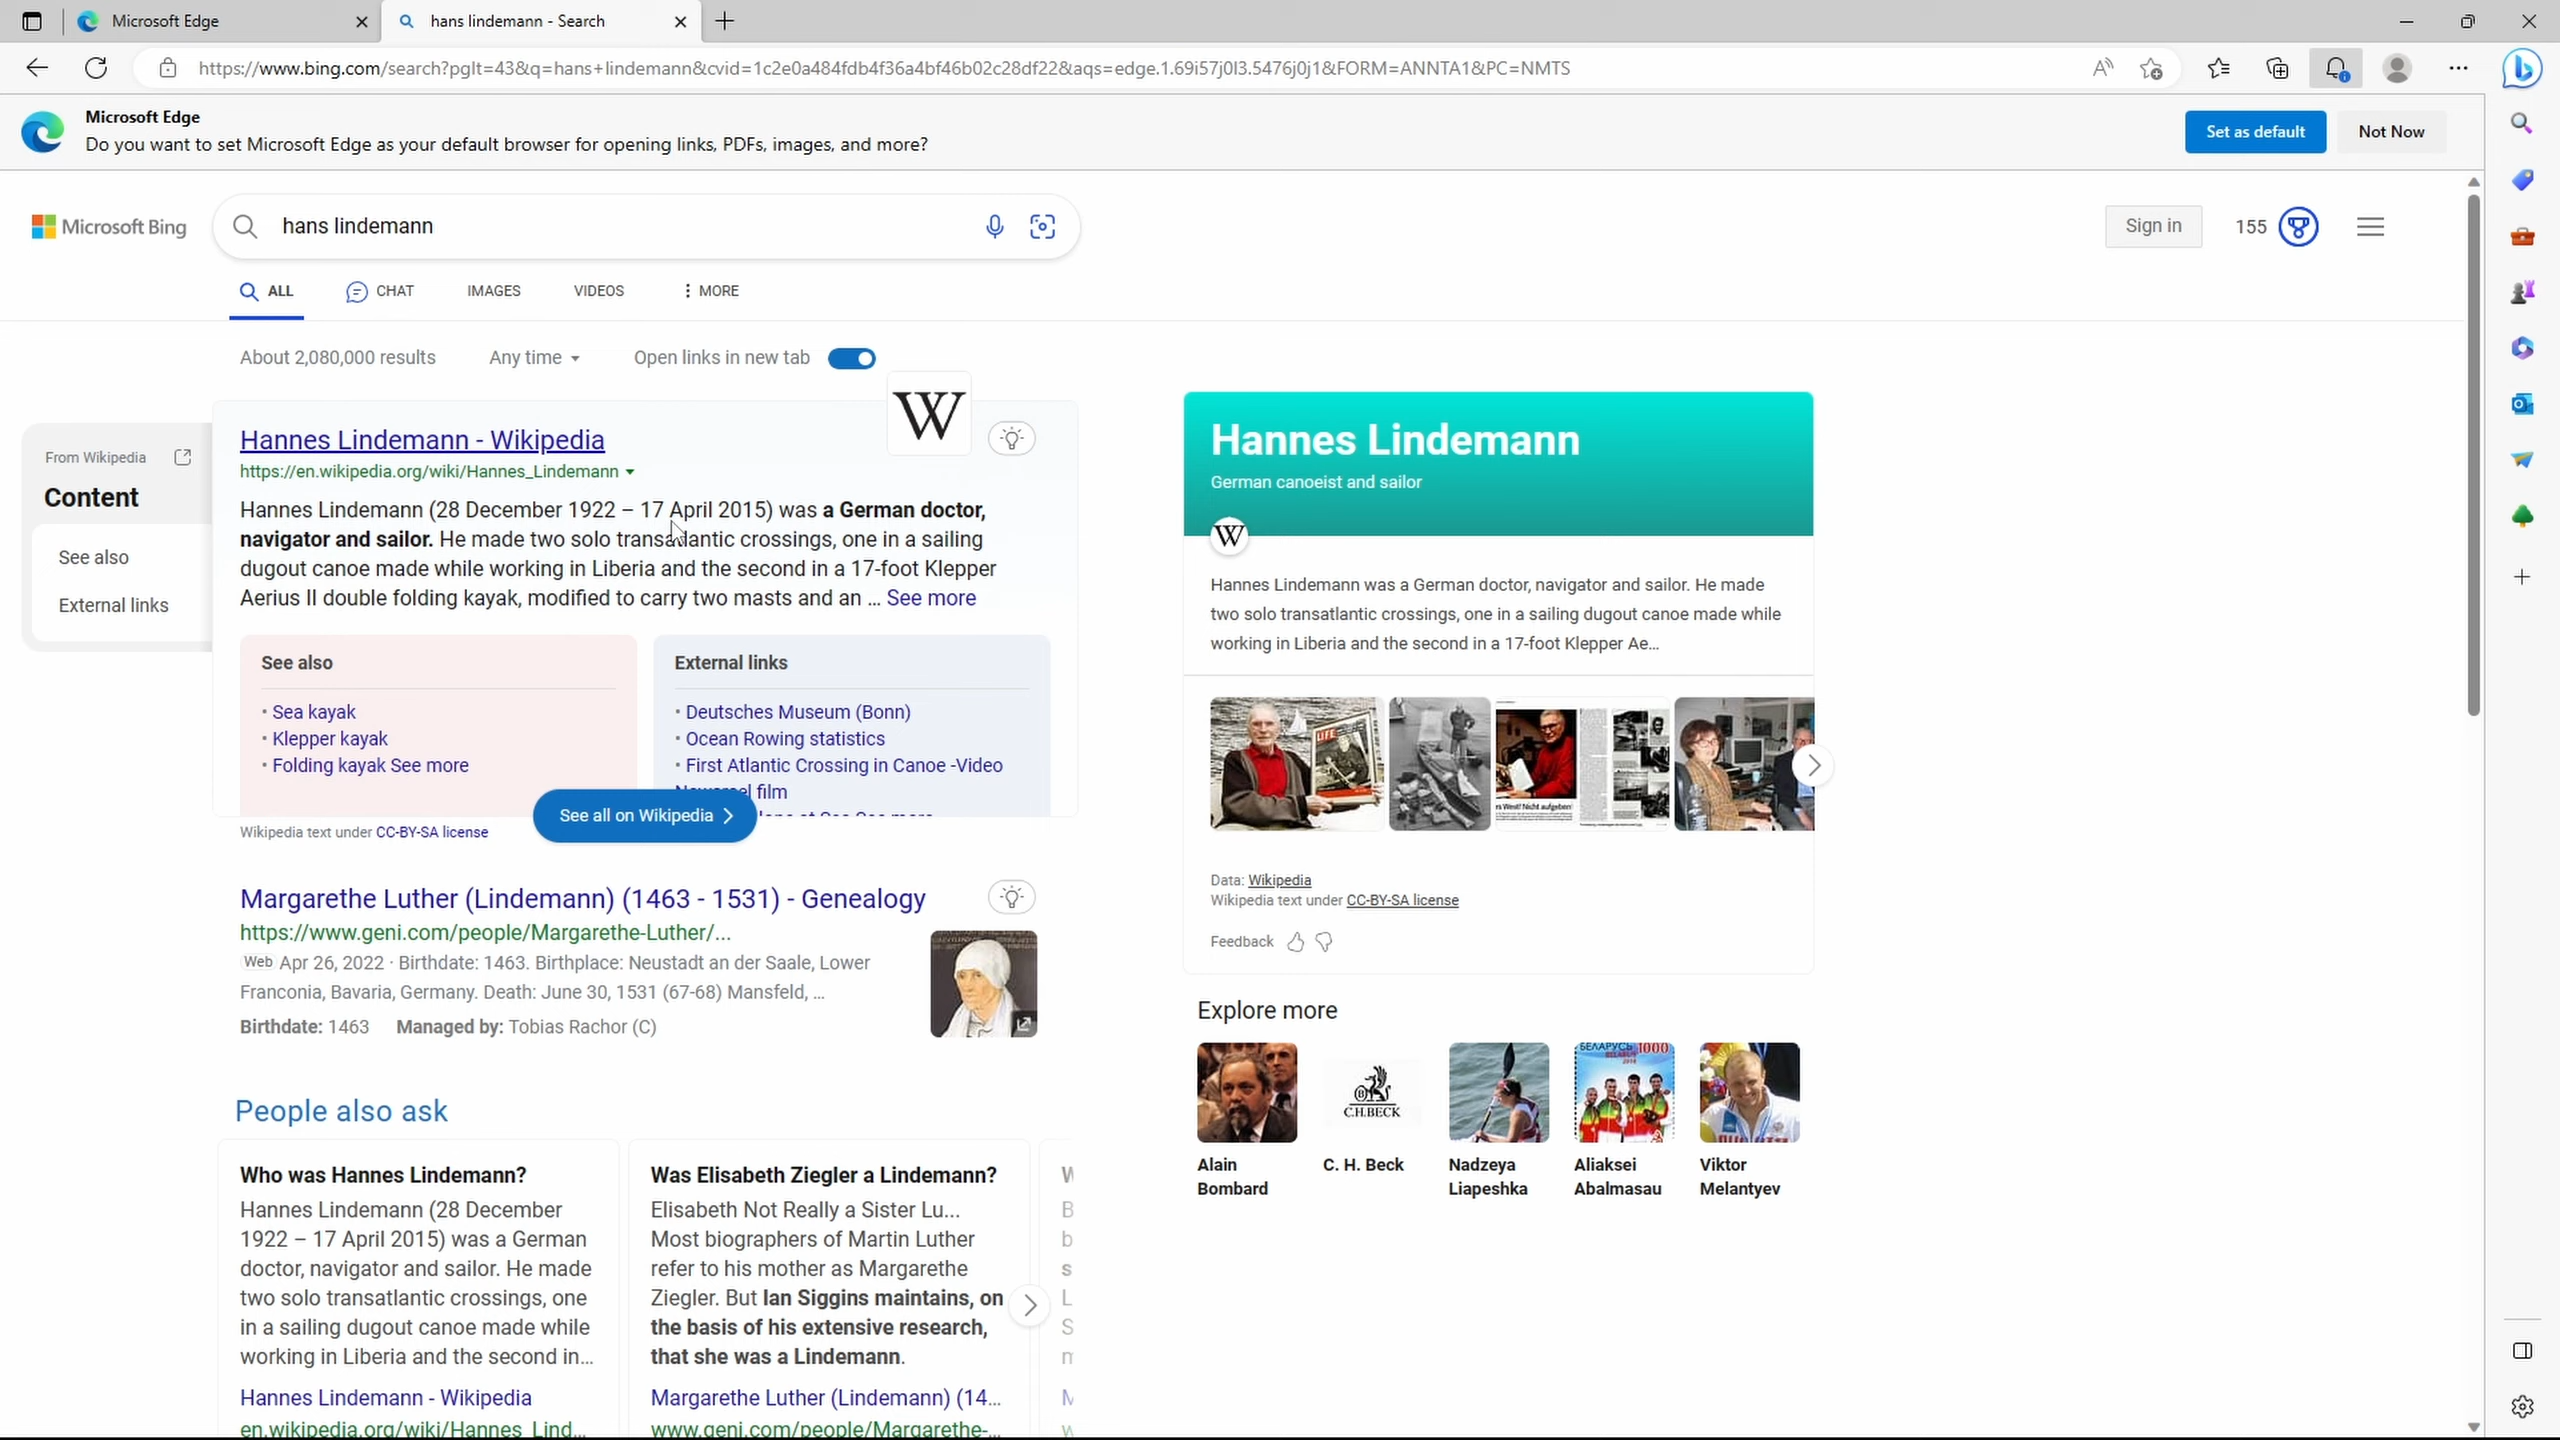 Microsoft Edge
hans lindemann - Search
https://www.bing.com/search?pglt=43&q=hans+lindemann&cvid=1c2e0a484fdb4f36a4bf46b02c28df22&aqs=edge.1.69i57j0l3.5476j0j1&FORM=ANNTA1&PC=NMTS
Microsoft Edge
Do you want to set Microsoft Edge as your default browser for opening links, PDFs, images, and more?
Set as default
Not Now
Microsoft Bing
hans lindemann
Sign in
155
ALL
CHAT
IMAGES
VIDEOS
MORE
About 2,080,000 results
Any time
Open links in new tab
From Wikipedia
Content
See also
External links
W
Hannes Lindemann - Wikipedia
https://en.wikipedia.org/wiki/Hannes_Lindemann
Hannes Lindemann (28 December 1922 – 17 April 2015) was a German doctor,
navigator and sailor. He made two solo transatlantic crossings, one in a sailing
dugout canoe made while working in Liberia and the second in a 17-foot Klepper
Aerius II double folding kayak, modified to carry two masts and an ... See more
See also
• Sea kayak
• Klepper kayak
• Folding kayak See more
External links
• Deutsches Museum (Bonn)
• Ocean Rowing statistics
• First Atlantic Crossing in Canoe -Video
film
See all on Wikipedia
Wikipedia text under CC-BY-SA license
Margarethe Luther (Lindemann) (1463 - 1531) - Genealogy
https://www.geni.com/people/Margarethe-Luther/...
Web Apr 26, 2022 · Birthdate: 1463. Birthplace: Neustadt an der Saale, Lower
Franconia, Bavaria, Germany. Death: June 30, 1531 (67-68) Mansfeld, ...
Birthdate: 1463 Managed by: Tobias Rachor (C)
People also ask
Who was Hannes Lindemann?
Hannes Lindemann (28 December
1922 – 17 April 2015) was a German
doctor, navigator and sailor. He made
two solo transatlantic crossings, one
in a sailing dugout canoe made while
working in Liberia and the second in...
Hannes Lindemann - Wikipedia
en.wikipedia.org/wiki/Hannes_Lind...
Was Elisabeth Ziegler a Lindemann?
Elisabeth Not Really a Sister Lu...
Most biographers of Martin Luther
refer to his mother as Margarethe
Ziegler. But Ian Siggins maintains, on
the basis of his extensive research,
that she was a Lindemann.
Margarethe Luther (Lindemann) (14...
www.geni.com/people/Margarethe-...
Hannes Lindemann
German canoeist and sailor
W
Hannes Lindemann was a German doctor, navigator and sailor. He made
two solo transatlantic crossings, one in a sailing dugout canoe made while
working in Liberia and the second in a 17-foot Klepper Ae...
LIFE
Data: Wikipedia
Wikipedia text under CC-BY-SA license
Feedback
Explore more
C.H.BECK
БЕЛАРУСЬ 1000
Alain
Bombard
C. H. Beck
Nadzeya
Liapeshka
Aliaksei
Abalmasau
Viktor
Melantyev